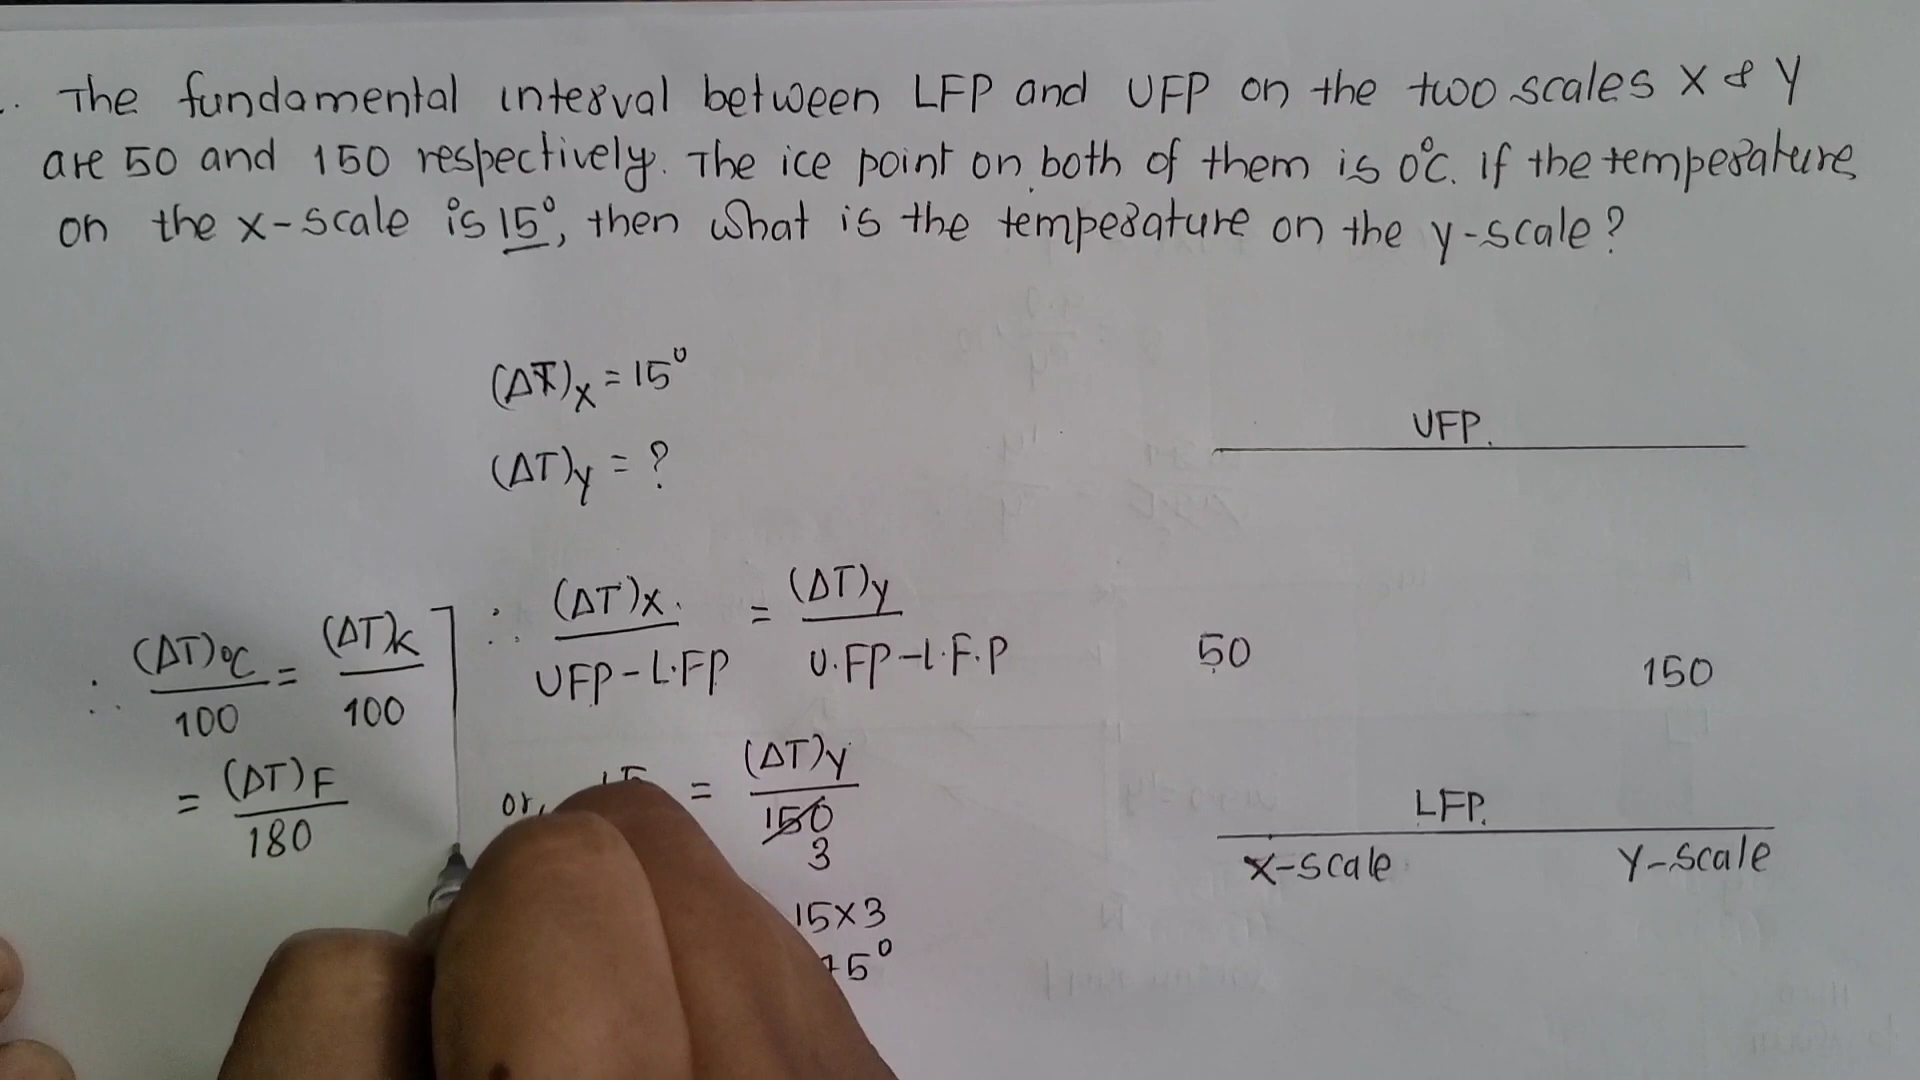 The fundamental interval between LFP and UFP on the two scales X & Y
are 50 and 150 respectively. The ice point on both of them is 0°C. If the temperature
on the x-scale is 15°, then what is the temperature on the y-scale?
(ΔT)x = 15°
(ΔT)y = ?
UFP.
50
150
LFP.
x-scale
Y-scale
∴ (ΔT)°C / 100 = (ΔT)K / 100
= (ΔT)F / 180
∴ (ΔT)x. / UFP-L.FP = (ΔT)y / U.FP-L.F.P
or, = (ΔT)y / 150
3
15x3
5°